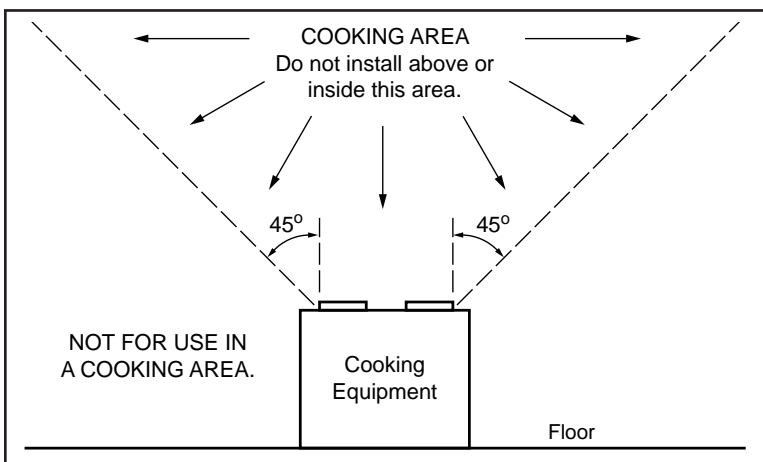 COOKING AREA
Do not install above or
inside this area.
45°
45°
NOT FOR USE IN
A COOKING AREA.
Cooking
Equipment
Floor